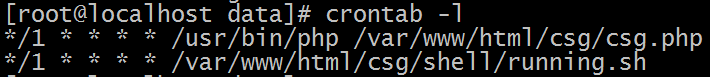 [root@localhost data]# crontab -l
*/1 * * * * /usr/bin/php /var/www/html/csg/csg.php
*/1 * * * * /var/www/html/csg/shell/running.sh